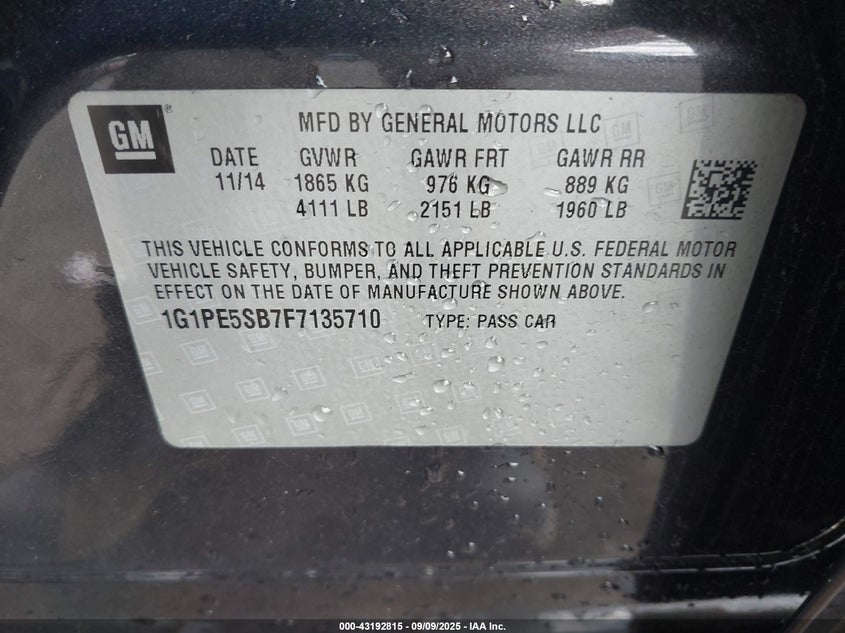 GM
MFD BY GENERAL MOTORS LLC
DATE GVWR GAWR FRT GAWR RR
11/14 1865 KG 976 KG 889 KG
4111 LB 2151 LB 1960 LB
THIS VEHICLE CONFORMS TO ALL APPLICABLE U.S. FEDERAL MOTOR
VEHICLE SAFETY, BUMPER, AND THEFT PREVENTION STANDARDS IN
EFFECT ON THE DATE OF MANUFACTURE SHOWN ABOVE.
1G1PE5SB7F7135710 TYPE: PASS CAR
000-43192815 - 09/09/2025 - IAA Inc.